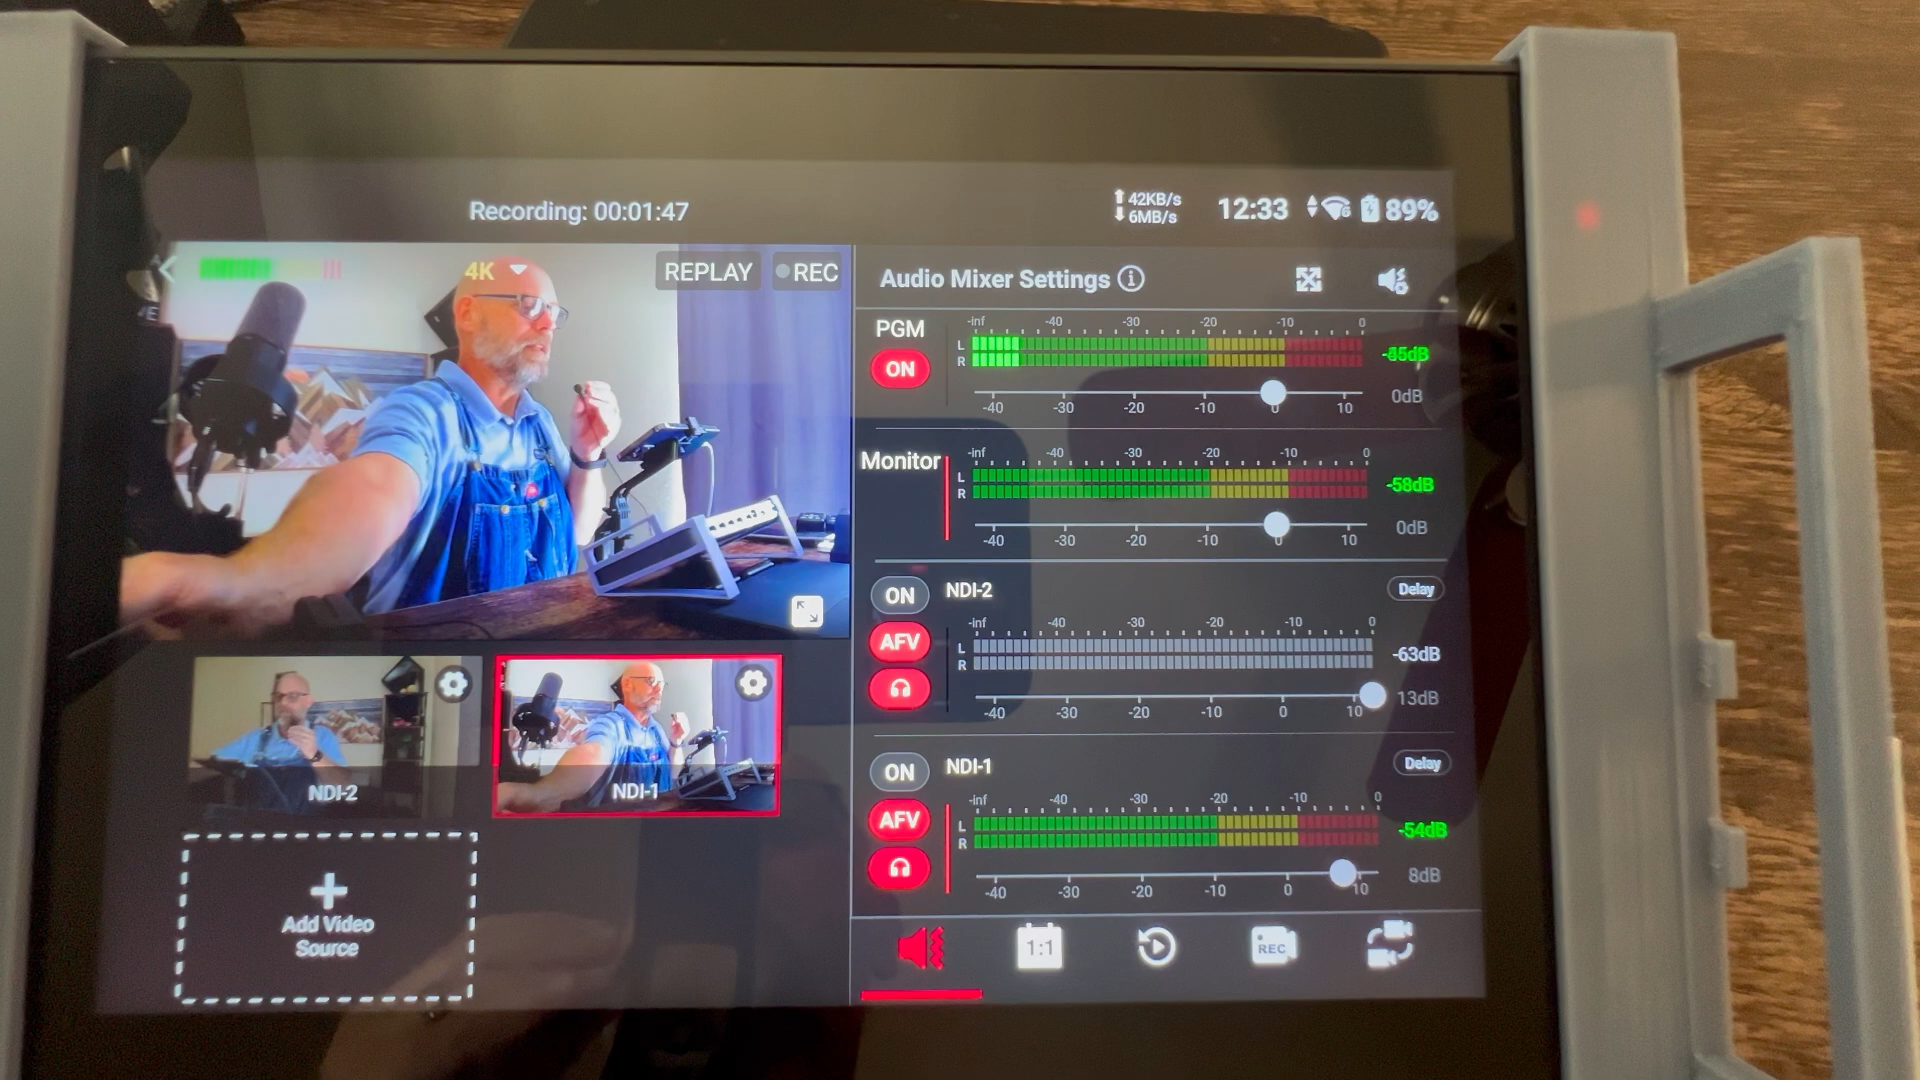 Recording: 00:01:47
42KB/s
6MB/s
12:33
89%
4K
REPLAY
REC
Audio Mixer Settings
PGM
ON
-inf -40 -30 -20 -10 0
L
R
-40 -30 -20 -10 0 10
0dB
Monitor
-inf -40 -30 -20 -10 0
L
R
-58dB
-40 -30 -20 -10 0 10
0dB
ON
NDI-2
Delay
AFV
-inf -40 -30 -20 -10 0
L
R
-63dB
-40 -30 -20 -10 0 10
13dB
ON
NDI-1
Delay
AFV
-inf -40 -30 -20 -10 0
L
R
-54dB
-40 -30 -20 -10 0 10
8dB
NDI-2
NDI-1
Add Video
Source
1:1
REC